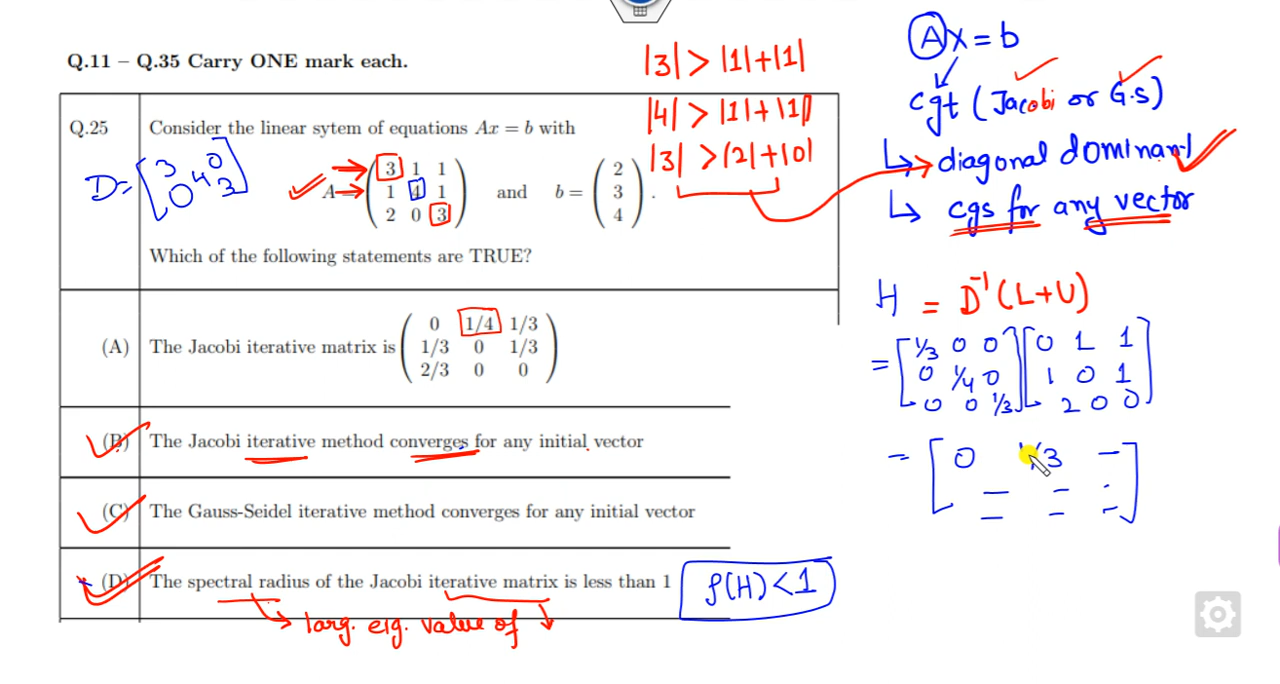 Q.11 – Q.35 Carry ONE mark each.
|3| > |1|+|1|
|4| > |1|+|1|
|3| > |2|+|0|
Ax = b
cgt (Jacobi or G.S)
diagonal dominant
cgs for any vector
Q.25 Consider the linear sytem of equations Ax = b with
D = [3 0 0 4 0 3]
A = ( 3 1 1
1 4 1
2 0 3 )
and b = ( 2
3
4 ) .
Which of the following statements are TRUE?
(A) The Jacobi iterative matrix is ( 0 1/4 1/3
1/3 0 1/3
2/3 0 0 )
(B) The Jacobi iterative method converges for any initial vector
(C) The Gauss-Seidel iterative method converges for any initial vector
(D) The spectral radius of the Jacobi iterative matrix is less than 1
ρ(H) < 1
larg. eig. value of
H = D⁻¹(L+U)
= [ 1/3 0 0 ] [ 0 1 1
0 1/4 0 1 0 1
0 0 1/3 ] 2 0 0 ]
= [ 0 1/3 –
– – –
– – – ]